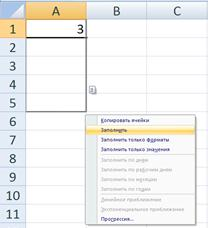 A B C
1 3
2
3
4
5
6
7
8
9
10
11
Копировать ячейки
Заполнить
Заполнить только форматы
Заполнить только значения
Заполнить по дням
Заполнить по рабочим дням
Заполнить по месяцам
Заполнить по годам
Линейное приближение
Экспоненциальное приближение
Прогрессия...